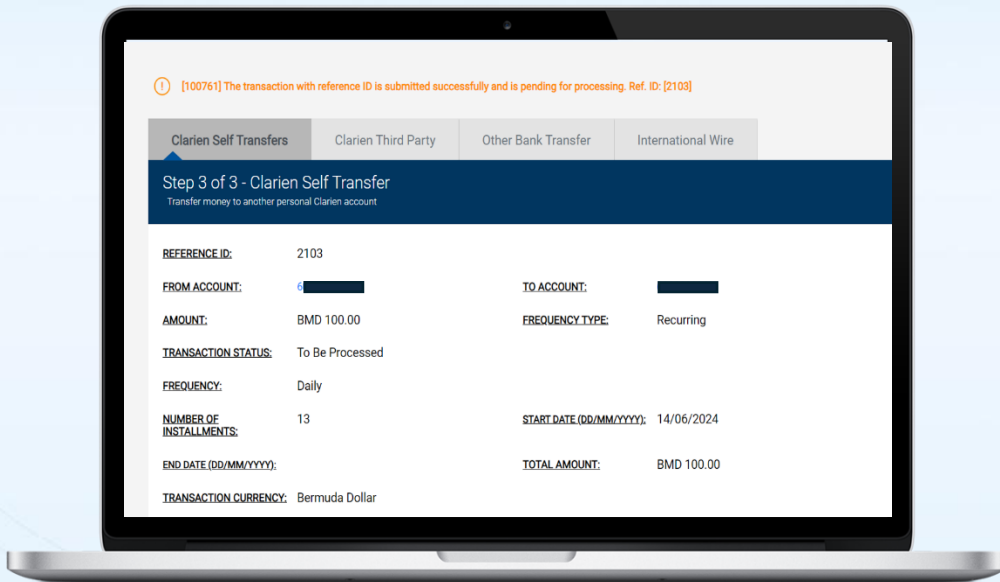 [100761] The transaction with reference ID is submitted successfully and is pending for processing. Ref. ID: [2103]
Clarien Self Transfers
Clarien Third Party
Other Bank Transfer
International Wire
Step 3 of 3 - Clarien Self Transfer
Transfer money to another personal Clarien account
REFERENCE ID: 2103
FROM ACCOUNT: 6
TO ACCOUNT:
AMOUNT: BMD 100.00
FREQUENCY TYPE: Recurring
TRANSACTION STATUS: To Be Processed
FREQUENCY: Daily
NUMBER OF
INSTALLMENTS: 13
START DATE (DD/MM/YYYY): 14/06/2024
END DATE (DD/MM/YYYY):
TOTAL AMOUNT: BMD 100.00
TRANSACTION CURRENCY: Bermuda Dollar